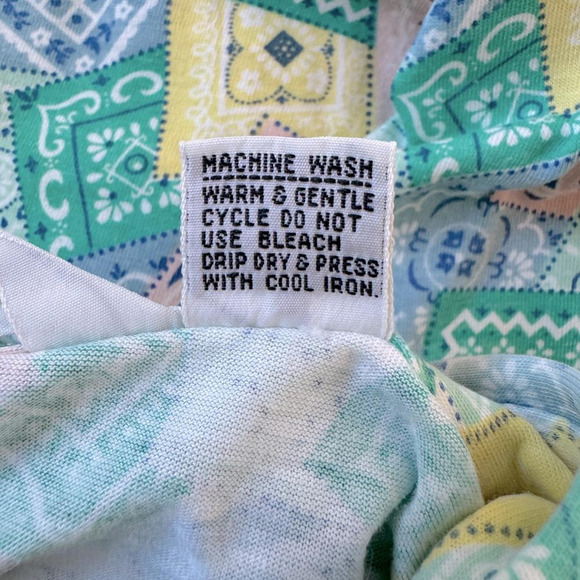 MACHINE WASH
WARM & GENTLE
CYCLE DO NOT
USE BLEACH
DRIP DRY & PRESS
WITH COOL IRON.